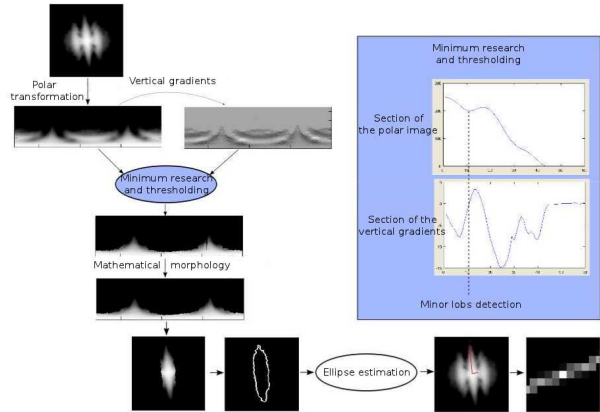 Polar
transformation
Vertical gradients
Minimum research
and thresholding
Mathematical morphology
Ellipse estimation
Minimum research
and thresholding
Section of
the polar image
Section of the
vertical gradients
Minor lobs detection